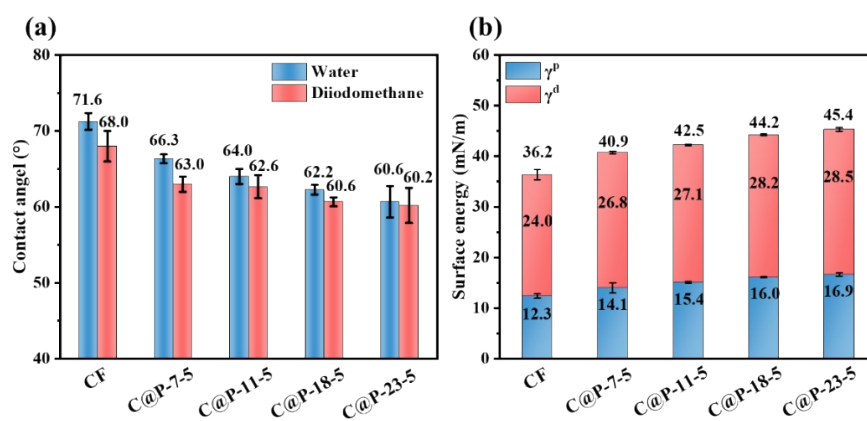 (a)
80
70
60
50
40
Contact angel (°)
Water
Diiodomethane
71.6
68.0
66.3
63.0
64.0
62.6
62.2
60.6
60.6
60.2
CF
C@P-7-5
C@P-11-5
C@P-18-5
C@P-23-5
(b)
60
50
40
30
20
10
0
Surface energy (mN/m)
γᵖ
γᵈ
36.2
40.9
42.5
44.2
45.4
24.0
26.8
27.1
28.2
28.5
12.3
14.1
15.4
16.0
16.9
CF
C@P-7-5
C@P-11-5
C@P-18-5
C@P-23-5